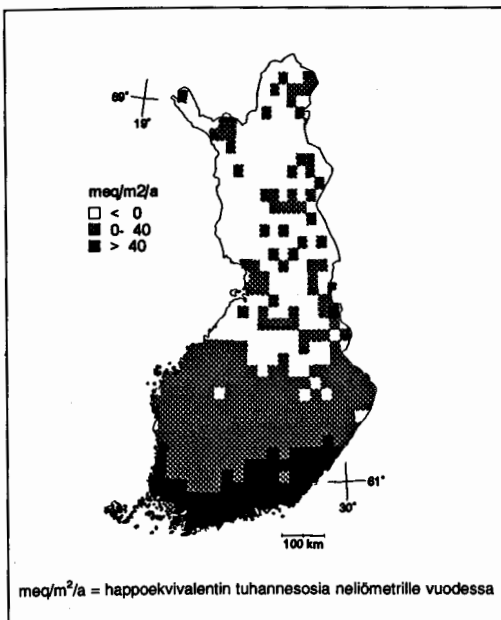 69°
19°
meq/m2/a
< 0
0- 40
> 40
61°
30°
100 km
meq/m²/a = happoekvivalentin tuhannesosia neliömetrille vuodessa